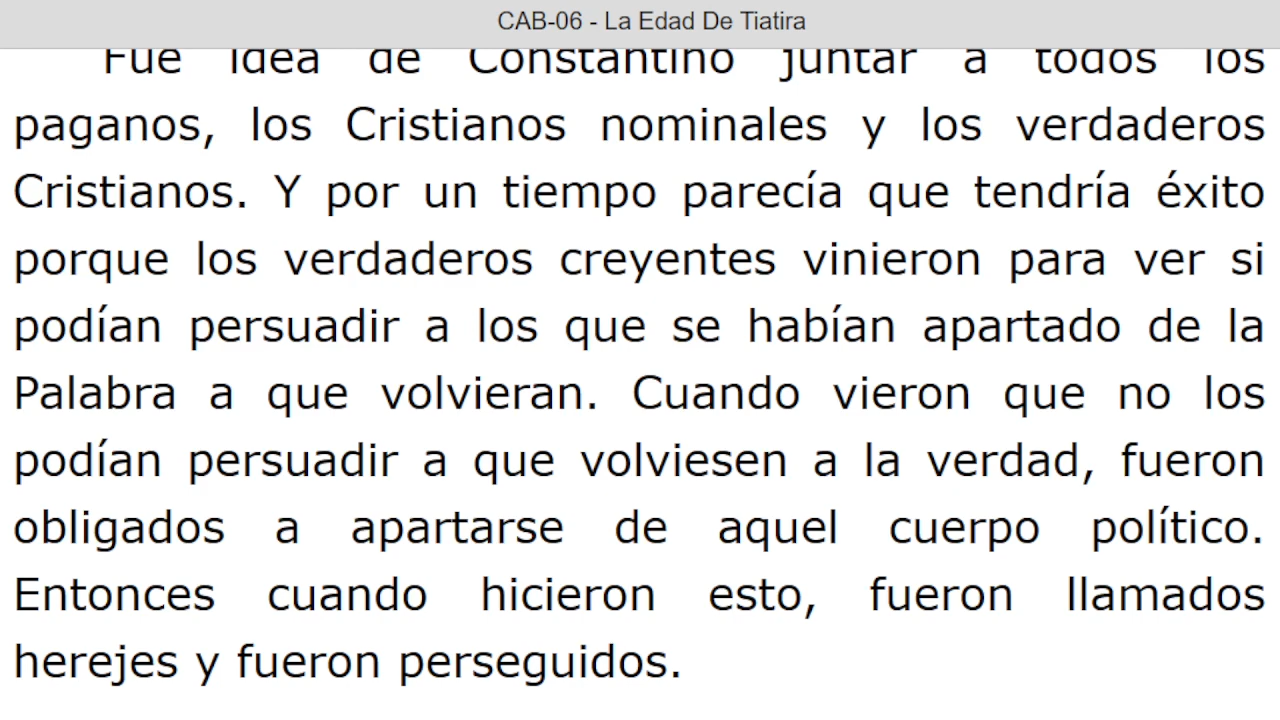 CAB-06 - La Edad De Tiatira
Fue idea de Constantino juntar a todos los
paganos, los Cristianos nominales y los verdaderos
Cristianos. Y por un tiempo parecía que tendría éxito
porque los verdaderos creyentes vinieron para ver si
podían persuadir a los que se habían apartado de la
Palabra a que volvieran. Cuando vieron que no los
podían persuadir a que volviesen a la verdad, fueron
obligados a apartarse de aquel cuerpo político.
Entonces cuando hicieron esto, fueron llamados
herejes y fueron perseguidos.